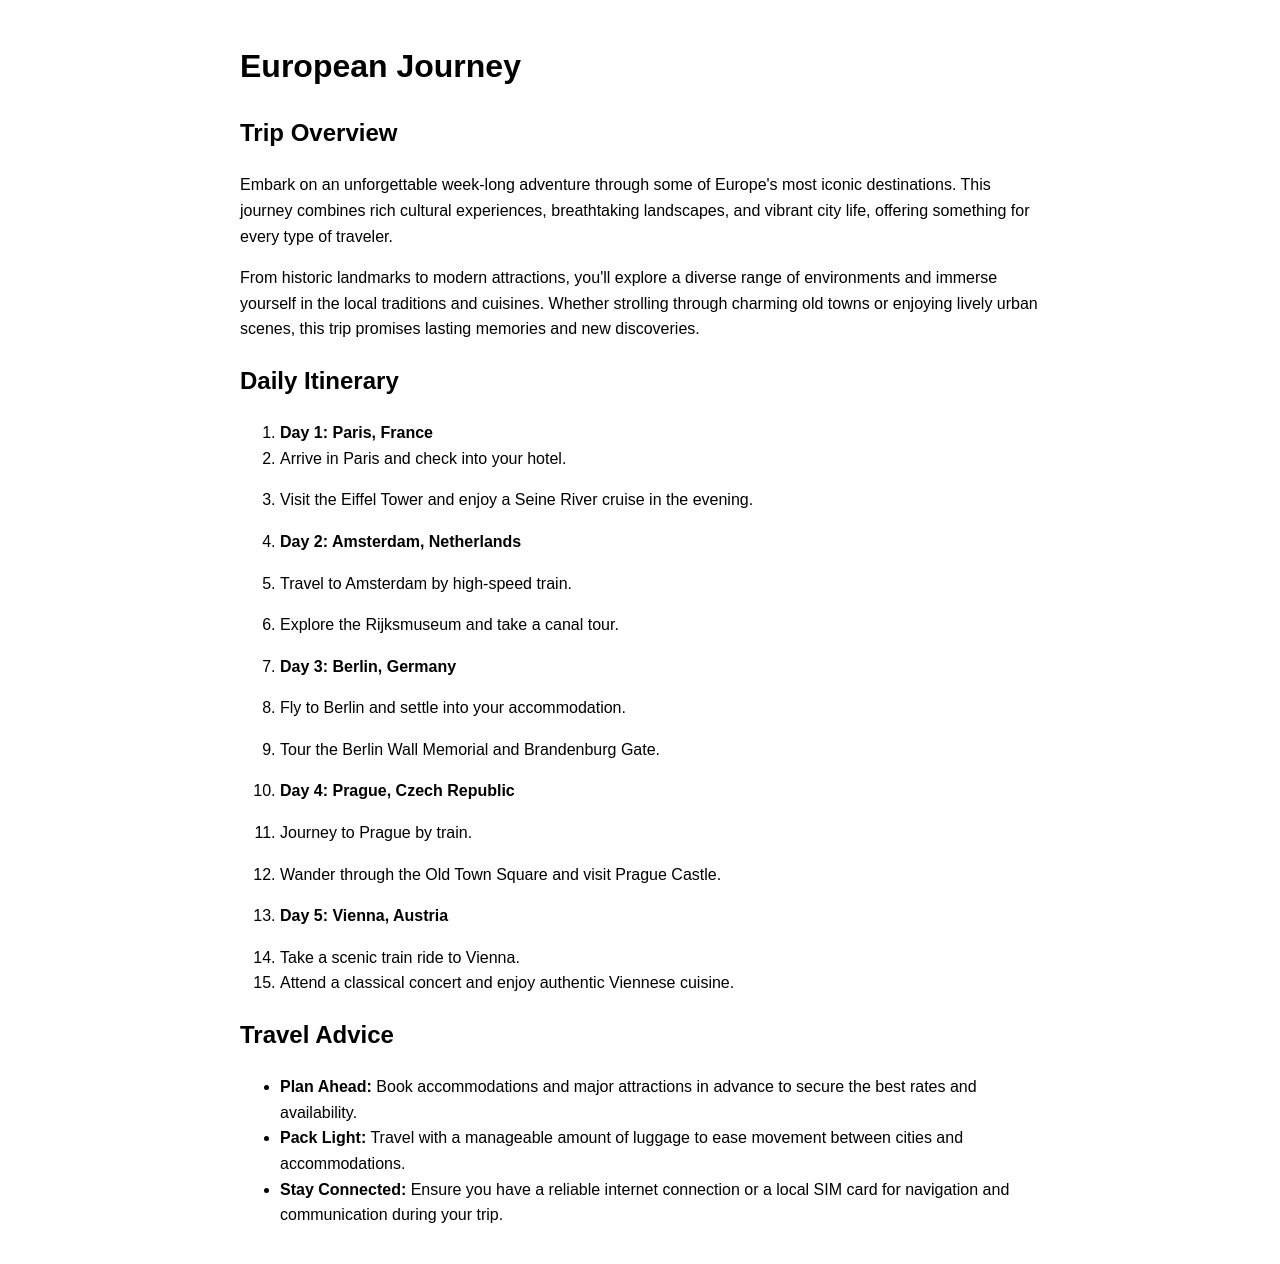 European Journey
Trip Overview
Embark on an unforgettable week-long adventure through some of Europe's most iconic destinations. This
journey combines rich cultural experiences, breathtaking landscapes, and vibrant city life, offering something for
every type of traveler.
From historic landmarks to modern attractions, you'll explore a diverse range of environments and immerse
yourself in the local traditions and cuisines. Whether strolling through charming old towns or enjoying lively urban
scenes, this trip promises lasting memories and new discoveries.
Daily Itinerary
1. Day 1: Paris, France
2. Arrive in Paris and check into your hotel.
3. Visit the Eiffel Tower and enjoy a Seine River cruise in the evening.
4. Day 2: Amsterdam, Netherlands
5. Travel to Amsterdam by high-speed train.
6. Explore the Rijksmuseum and take a canal tour.
7. Day 3: Berlin, Germany
8. Fly to Berlin and settle into your accommodation.
9. Tour the Berlin Wall Memorial and Brandenburg Gate.
10. Day 4: Prague, Czech Republic
11. Journey to Prague by train.
12. Wander through the Old Town Square and visit Prague Castle.
13. Day 5: Vienna, Austria
14. Take a scenic train ride to Vienna.
15. Attend a classical concert and enjoy authentic Viennese cuisine.
Travel Advice
• Plan Ahead: Book accommodations and major attractions in advance to secure the best rates and
availability.
• Pack Light: Travel with a manageable amount of luggage to ease movement between cities and
accommodations.
• Stay Connected: Ensure you have a reliable internet connection or a local SIM card for navigation and
communication during your trip.